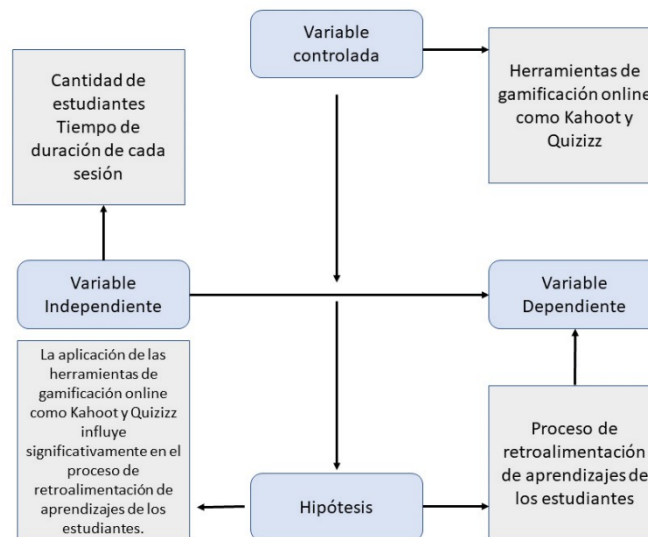 Variable
controlada
Cantidad de
estudiantes
Tiempo de
duración de cada
sesión
Herramientas de
gamificación online
como Kahoot y
Quizizz
Variable
Independiente
Variable
Dependiente
La aplicación de las
herramientas de
gamificación online
como Kahoot y Quizizz
influye
significativamente en el
proceso de
retroalimentación de
aprendizajes de los
estudiantes.
Hipótesis
Proceso de
retroalimentación
de aprendizajes de
los estudiantes